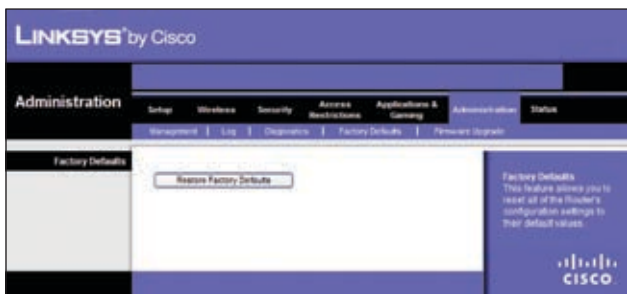 LINKSYS® by Cisco
Administration
Setup
Wireless
Security
Access Restrictions
Applications & Gaming
Administration
Status
Management | Log | Diagnostics | Factory Defaults | Firmware Upgrade
Factory Defaults
Restore Factory Defaults
Factory Defaults
This feature allows you to
reset all of the Router's
configuration settings to
their default values.
CISCO